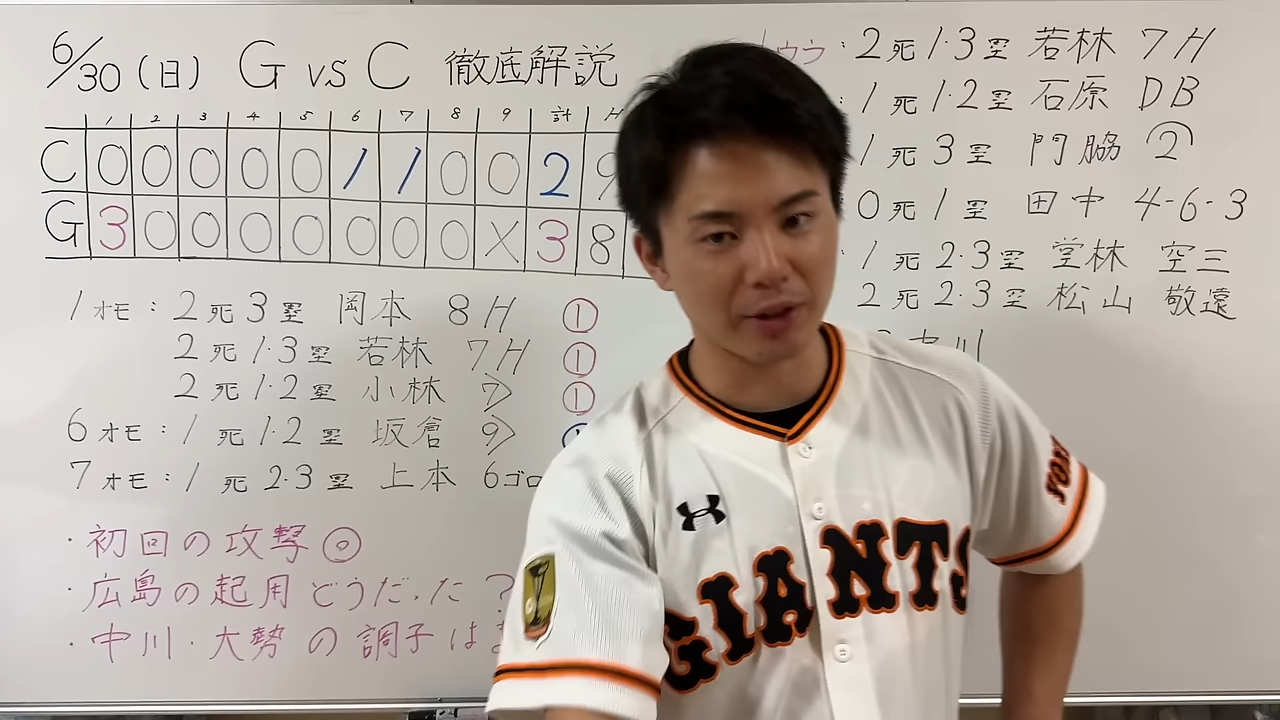 6/30(日) G vs C 徹底解説
1 2 3 4 5 6 7 8 9 計 H
C 0 0 0 0 0 1 1 0 0 2 9
G 3 0 0 0 0 0 0 0 X 3 8
1オモ:2死3塁 岡本 8H ①
2死1・3塁 若林 7H ①
2死1・2塁 小林 7> ①
6オモ:1死1・2塁 坂倉 9>
7オモ:1死2・3塁 上本 6ゴロ
・初回の攻撃◎
・広島の起用どうだった?
・中川・大勢の調子は
1ウラ:2死1・3塁 若林 7H
:1死1・2塁 石原 DB
1死3塁 門脇 ②
0死1塁 田中 4-6-3
:1死2・3塁 堂林 空三
2死2・3塁 松山 敬遠
中川
GIANTS